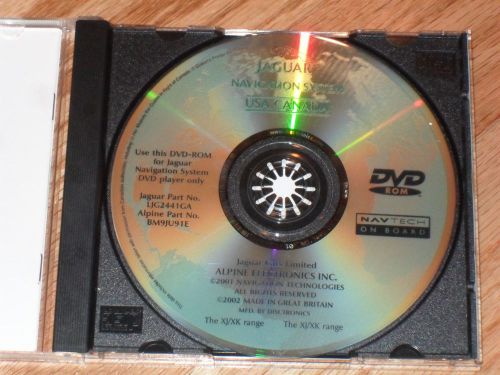 JAGUAR
NAVIGATION SYSTEM
USA CANADA
Use this DVD-ROM
for Jaguar
Navigation System
DVD player only
Jaguar Part No.
LJG2441GA
Alpine Part No.
BM9JU91E
DVD
ROM
NAVTECH
ON BOARD
Jaguar Cars Limited
ALPINE ELECTRONICS INC.
©2001 NAVIGATION TECHNOLOGIES
ALL RIGHTS RESERVED
©2002 MADE IN GREAT BRITAIN
MFD. BY DISCTRONICS
The XJ/XK range The XJ/XK range